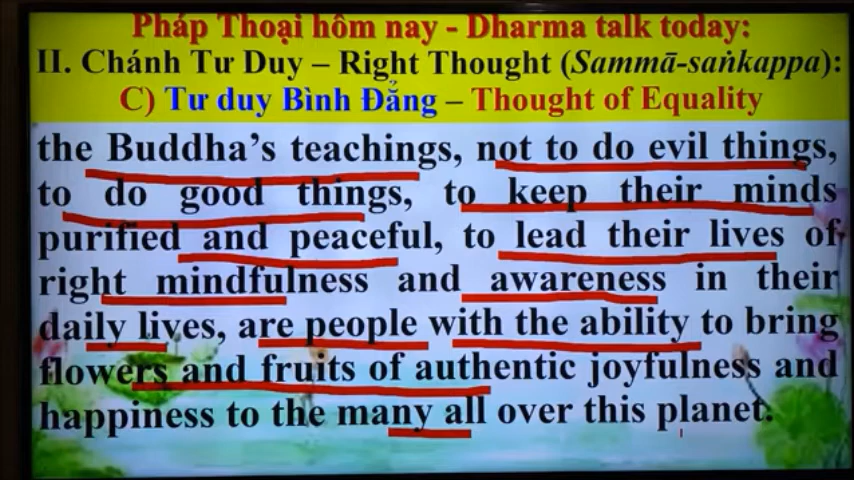 Pháp Thoại hôm nay - Dharma talk today:
II. Chánh Tư Duy – Right Thought (Sammā-saṅkappa):
C) Tư duy Bình Đẳng – Thought of Equality
the Buddha's teachings, not to do evil things,
to do good things, to keep their minds
purified and peaceful, to lead their lives of
right mindfulness and awareness in their
daily lives, are people with the ability to bring
flowers and fruits of authentic joyfulness and
happiness to the many all over this planet.